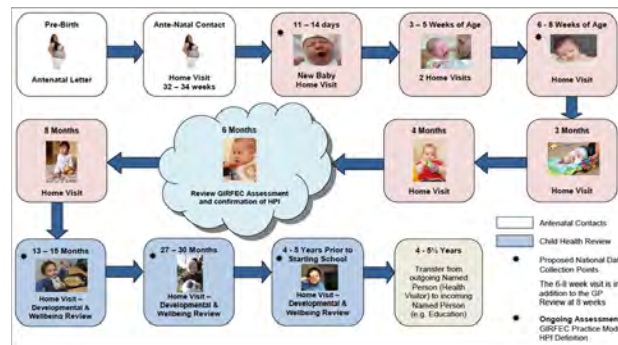 Pre-Birth
Antenatal Letter
Ante-Natal Contact
Home Visit
32 – 34 weeks
11 – 14 days
New Baby
Home Visit
3 – 5 Weeks of Age
2 Home Visits
6 - 8 Weeks of Age
Home Visit
8 Months
Home Visit
6 Months
Review GIRFEC Assessment
and confirmation of HPI
4 Months
Home Visit
3 Months
Home Visit
13 – 15 Months
Home Visit –
Developmental &
Wellbeing Review
27 – 30 Months
Home Visit –
Developmental &
Wellbeing Review
4 - 5 Years Prior to
Starting School
Home Visit –
Developmental &
Wellbeing Review
4 - 5½ Years
Transfer from
outgoing Named
Person (Health
Visitor) to incoming
Named Person
(e.g. Education)
Antenatal Contacts
Child Health Review
Proposed National Dat
Collection Points
The 6-8 week visit is in
addition to the GP
Review at 8 weeks
Ongoing Assessment
GIRFEC Practice Mod
HPI Definition